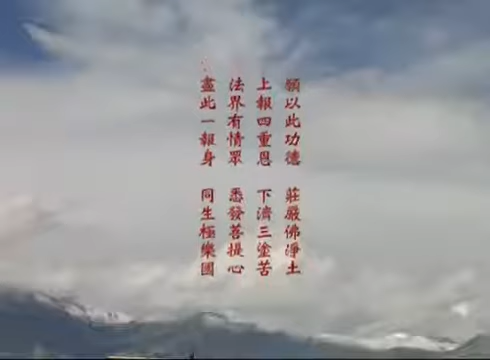 願以此功德 莊嚴佛淨土
上報四重恩 下濟三塗苦
法界有情眾 悉發菩提心
盡此一報身 同生極樂國